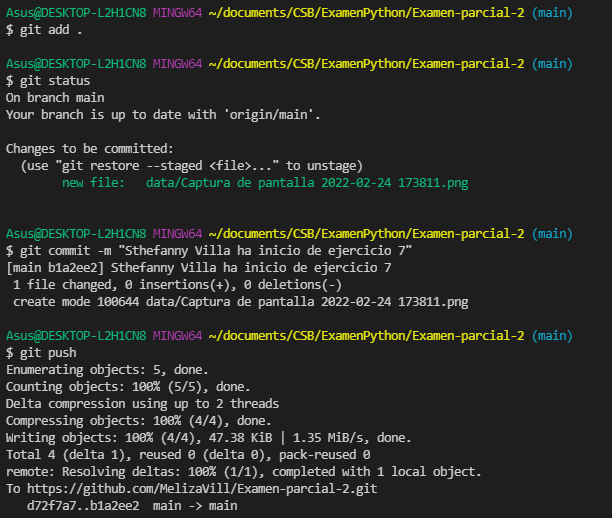 Asus@DESKTOP-L2H1CN8 MINGW64 ~/documents/CSB/ExamenPython/Examen-parcial-2 (main)
$ git add .
Asus@DESKTOP-L2H1CN8 MINGW64 ~/documents/CSB/ExamenPython/Examen-parcial-2 (main)
$ git status
On branch main
Your branch is up to date with 'origin/main'.
Changes to be committed:
  (use "git restore --staged <file>..." to unstage)
        new file:   data/Captura de pantalla 2022-02-24 173811.png
Asus@DESKTOP-L2H1CN8 MINGW64 ~/documents/CSB/ExamenPython/Examen-parcial-2 (main)
$ git commit -m "Sthefanny Villa ha inicio de ejercicio 7"
[main b1a2ee2] Sthefanny Villa ha inicio de ejercicio 7
 1 file changed, 0 insertions(+), 0 deletions(-)
 create mode 100644 data/Captura de pantalla 2022-02-24 173811.png
Asus@DESKTOP-L2H1CN8 MINGW64 ~/documents/CSB/ExamenPython/Examen-parcial-2 (main)
$ git push
Enumerating objects: 5, done.
Counting objects: 100% (5/5), done.
Delta compression using up to 2 threads
Compressing objects: 100% (4/4), done.
Writing objects: 100% (4/4), 47.38 KiB | 1.35 MiB/s, done.
Total 4 (delta 1), reused 0 (delta 0), pack-reused 0
remote: Resolving deltas: 100% (1/1), completed with 1 local object.
To https://github.com/MelizaVill/Examen-parcial-2.git
   d72f7a7..b1a2ee2  main -> main